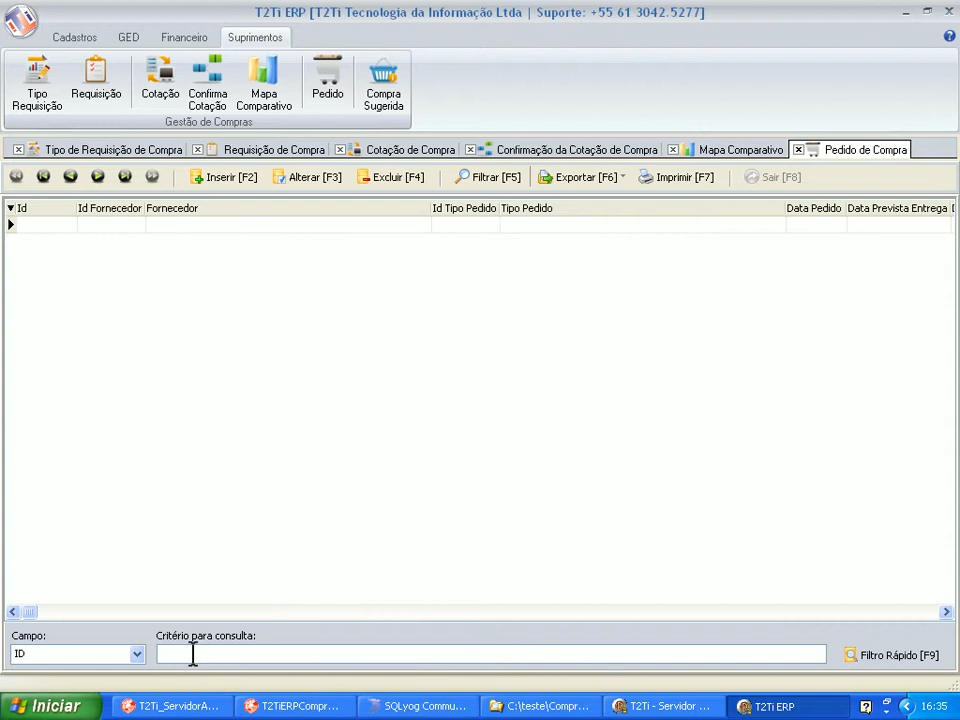 T2Ti ERP [T2Ti Tecnologia da Informação Ltda | Suporte: +55 61 3042.5277]
Cadastros GED Financeiro Suprimentos
Tipo Requisição Requisição Cotação Confirma Cotação Mapa Comparativo Pedido Compra Sugerida
Gestão de Compras
Tipo de Requisição de Compra Requisição de Compra Cotação de Compra Confirmação da Cotação de Compra Mapa Comparativo Pedido de Compra
Inserir [F2] Alterar [F3] Excluir [F4] Filtrar [F5] Exportar [F6] Imprimir [F7] Sair [F8]
Id Id Fornecedor Fornecedor Id Tipo Pedido Tipo Pedido Data Pedido Data Prevista Entrega
Campo: Critério para consulta:
ID Filtro Rápido [F9]
Iniciar T2Ti_ServidorA... T2TiERPCompr... SQLyog Commu... C:\teste\Compr... T2Ti - Servidor ... T2Ti ERP 16:35